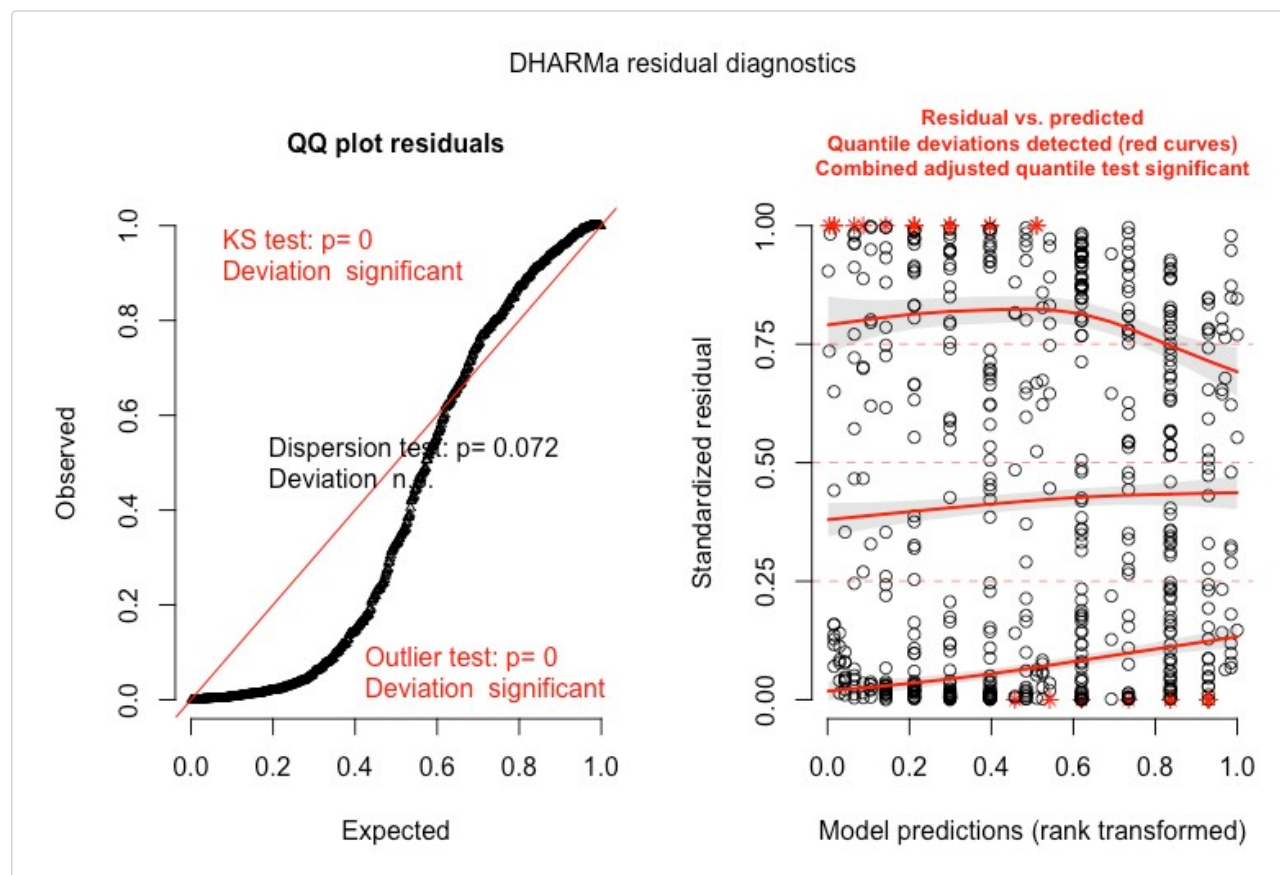 DHARMa residual diagnostics
QQ plot residuals
KS test: p= 0
Deviation  significant
Dispersion test: p= 0.072
Deviation  n.s.
Outlier test: p= 0
Deviation  significant
Observed
0.0 0.2 0.4 0.6 0.8 1.0
0.0 0.2 0.4 0.6 0.8 1.0
Expected
Residual vs. predicted
Quantile deviations detected (red curves)
Combined adjusted quantile test significant
Standardized residual
0.00 0.25 0.50 0.75 1.00
0.0 0.2 0.4 0.6 0.8 1.0
Model predictions (rank transformed)